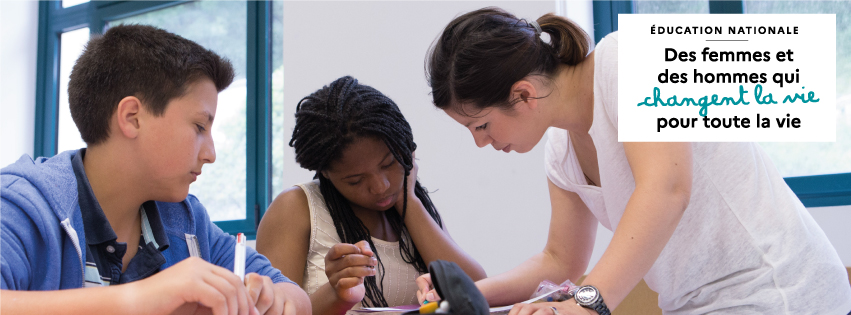 ÉDUCATION NATIONALE
Des femmes et
des hommes qui
changent la vie
pour toute la vie